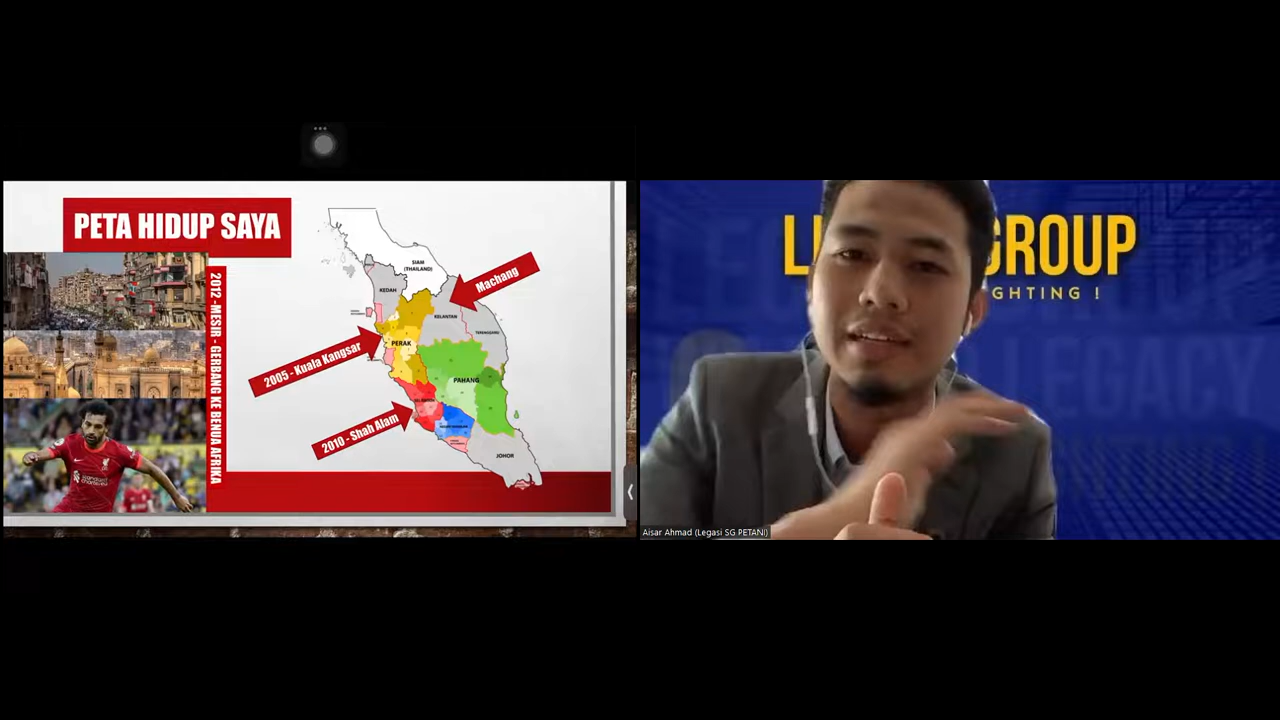 PETA HIDUP SAYA
2012 - MESIR - GERBANG KE BENUA AFRIKA
SIAM
(THAILAND)
Machang
KEDAH
KELANTAN
TERENGGANU
PERAK
2005 - Kuala Kangsar
PAHANG
2010 - Shah Alam
JOHOR
GROUP
GHTING !
Aisar Ahmad (Legasi SG PETANI)